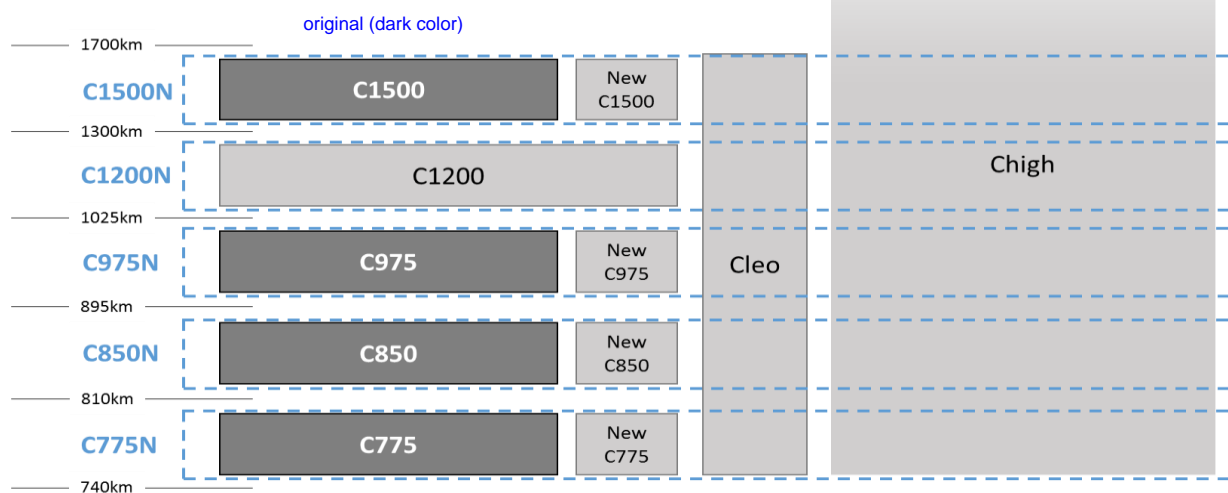 original (dark color)
1700km
C1500N
C1500
New
C1500
1300km
C1200N
C1200
Chigh
1025km
C975N
C975
New
C975
Cleo
895km
C850N
C850
New
C850
810km
C775N
C775
New
C775
740km